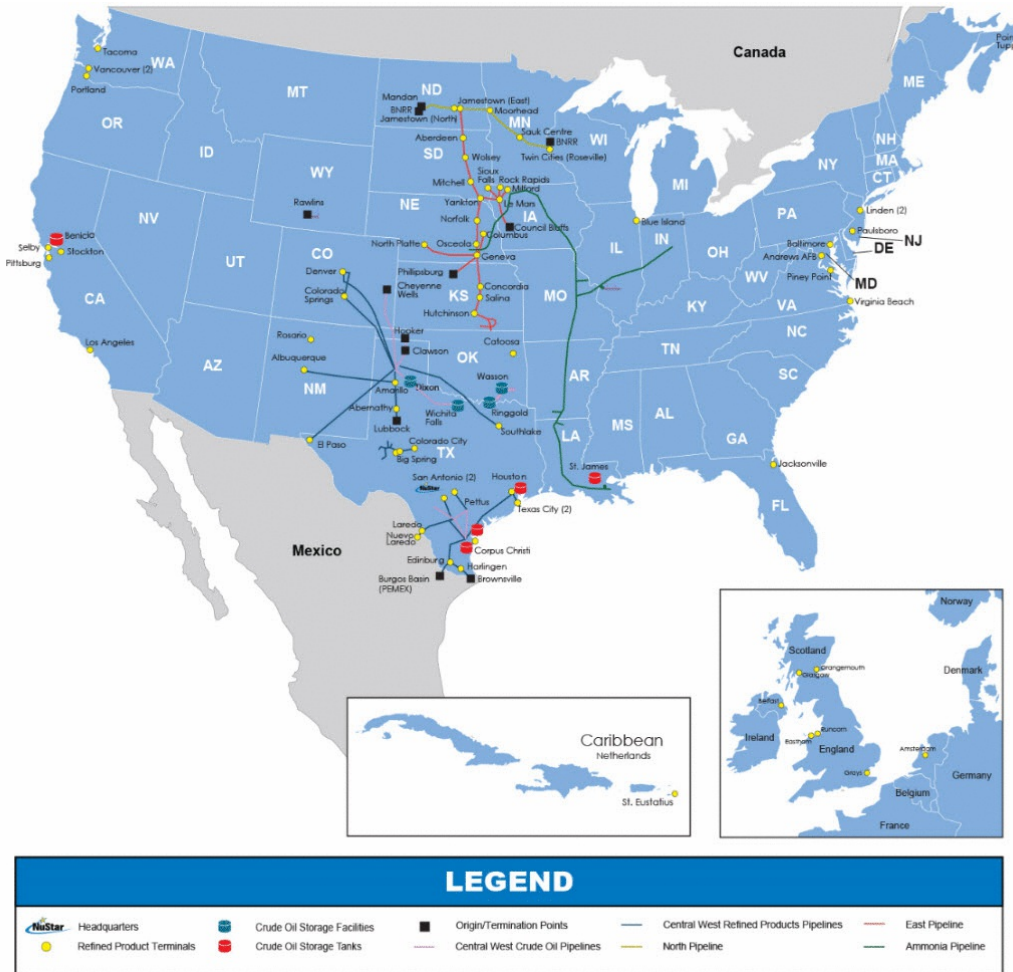 Canada
Poin
Tupp
Tacoma
WA
Vancouver (2)
Portland
MT
ND
Mandan
BNRR
Jamestown (East)
Jamestown (North)
Moorhead
MN
ME
OR
Sauk Centre
BNRR
Twin Cities (Roseville)
WI
NH
MA
CT
NY
ID
Aberdeen
SD
Wolsey
Mitchell
Sioux
Falls
Rock Rapids
Milford
MI
WY
Rawlins
NE
Yankton
Le Mars
IA
Norfolk
Council Bluffs
Columbus
Blue Island
PA
Linden (2)
Paulsboro
NJ
DE
Benicia
Selby
Stockton
Pittsburg
NV
UT
North Platte
Osceola
Geneva
IL
IN
OH
Baltimore
Andrews AFB
MD
WV
Piney Point
CA
CO
Denver
Colorado
Springs
Phillipsburg
Cheyenne
Wells
KS
Concordia
Salina
MO
KY
VA
Virginia Beach
Hutchinson
NC
Los Angeles
AZ
Rosario
Albuquerque
NM
Hooker
Clawson
OK
Catoosa
TN
SC
Amarillo
Dixon
Wasson
AR
Abernathy
Wichita
Falls
Ringgold
Lubbock
MS
AL
GA
El Paso
Colorado City
Big Spring
TX
Southlake
LA
Jacksonville
San Antonio (2)
NuStar
Houston
St. James
FL
Pettus
Texas City (2)
Mexico
Laredo
Nuevo
Laredo
Corpus Christi
Edinburg
Harlingen
Burgos Basin
(PEMEX)
Brownsville
Norway
Scotland
Grangemouth
Glasgow
Denmark
Belfast
Ireland
Eastham
Runcorn
England
Amsterdam
Grays
Belgium
Germany
France
Caribbean
Netherlands
St. Eustatius
LEGEND
NuStar Headquarters
Crude Oil Storage Facilities
Origin/Termination Points
Central West Refined Products Pipelines
East Pipeline
Refined Product Terminals
Crude Oil Storage Tanks
Central West Crude Oil Pipelines
North Pipeline
Ammonia Pipeline